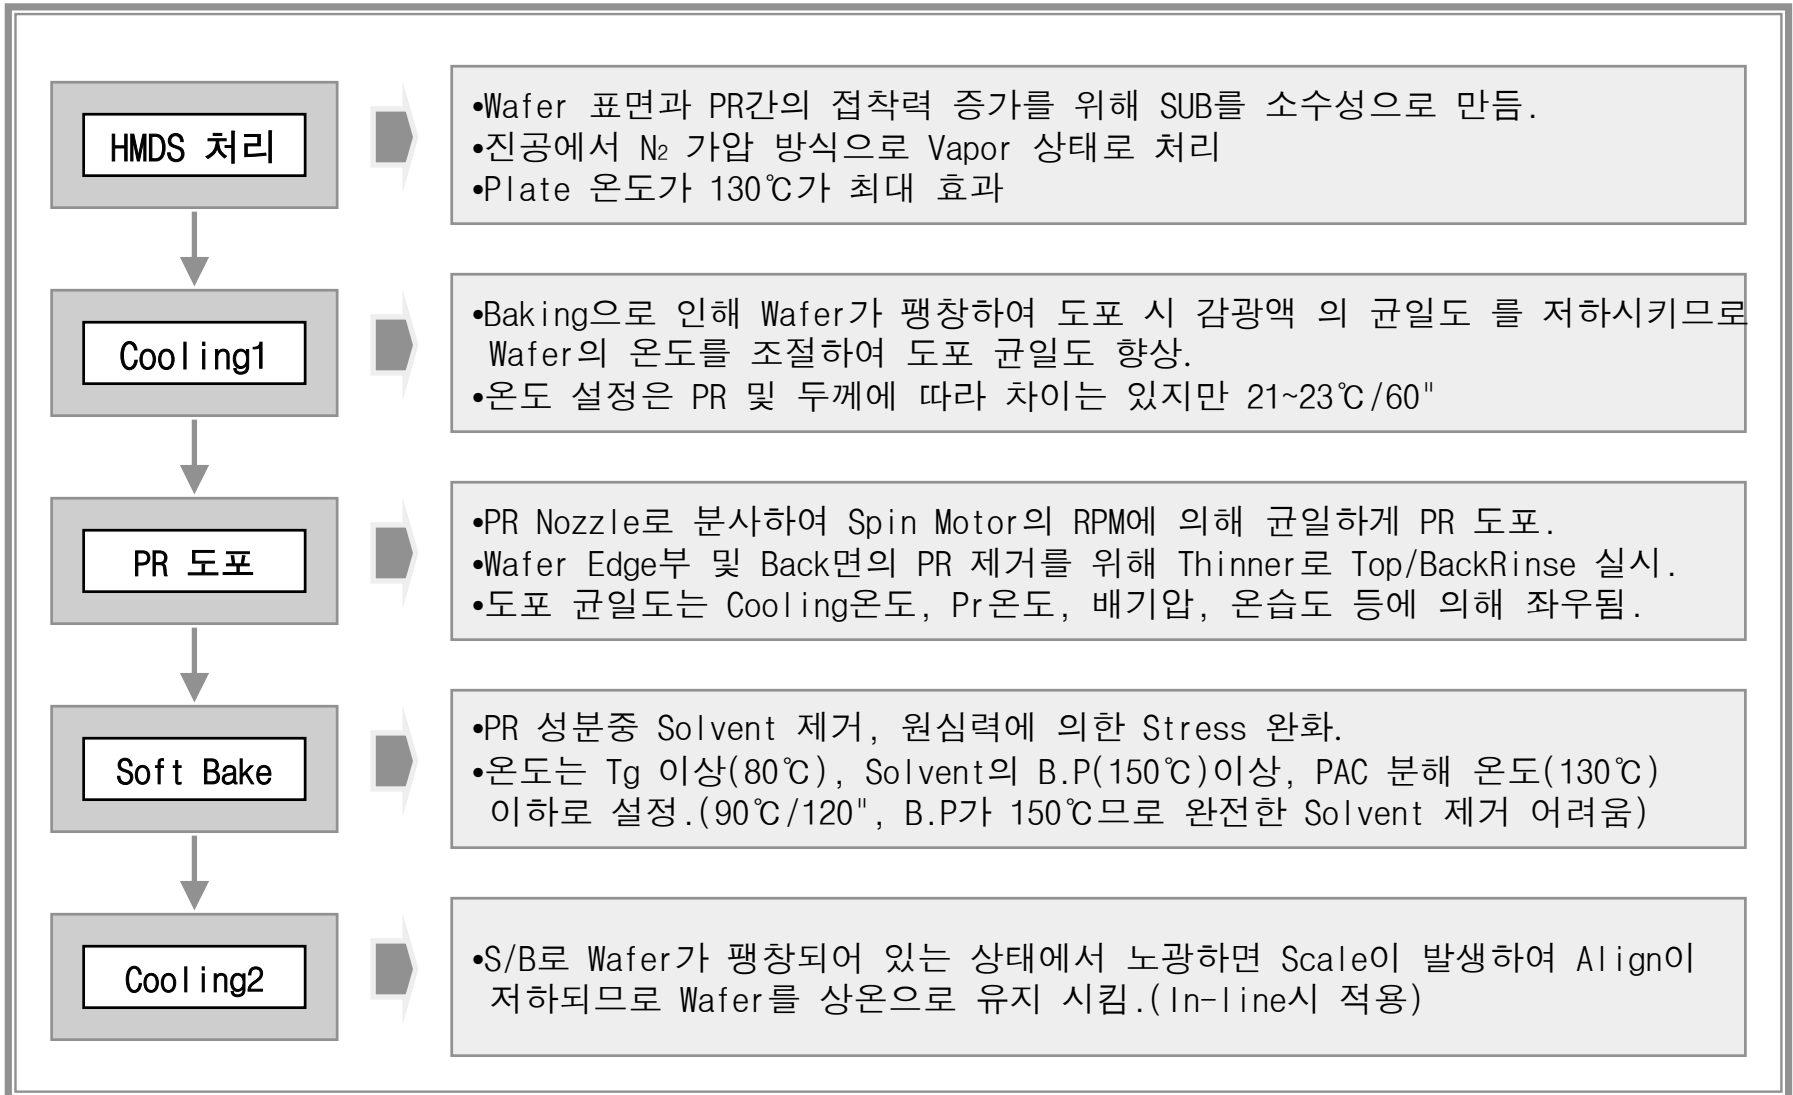 HMDS 처리
•Wafer 표면과 PR간의 접착력 증가를 위해 SUB를 소수성으로 만듬.
•진공에서 N₂ 가압 방식으로 Vapor 상태로 처리
•Plate 온도가 130℃가 최대 효과
Cooling1
•Baking으로 인해 Wafer가 팽창하여 도포 시 감광액 의 균일도 를 저하시키므로
Wafer의 온도를 조절하여 도포 균일도 향상.
•온도 설정은 PR 및 두께에 따라 차이는 있지만 21~23℃/60"
PR 도포
•PR Nozzle로 분사하여 Spin Motor의 RPM에 의해 균일하게 PR 도포.
•Wafer Edge부 및 Back면의 PR 제거를 위해 Thinner로 Top/BackRinse 실시.
•도포 균일도는 Cooling온도, Pr온도, 배기압, 온습도 등에 의해 좌우됨.
Soft Bake
•PR 성분중 Solvent 제거, 원심력에 의한 Stress 완화.
•온도는 Tg 이상(80℃), Solvent의 B.P(150℃)이상, PAC 분해 온도(130℃)
이하로 설정.(90℃/120", B.P가 150℃므로 완전한 Solvent 제거 어려움)
Cooling2
•S/B로 Wafer가 팽창되어 있는 상태에서 노광하면 Scale이 발생하여 Align이
저하되므로 Wafer를 상온으로 유지 시킴.(In-line시 적용)